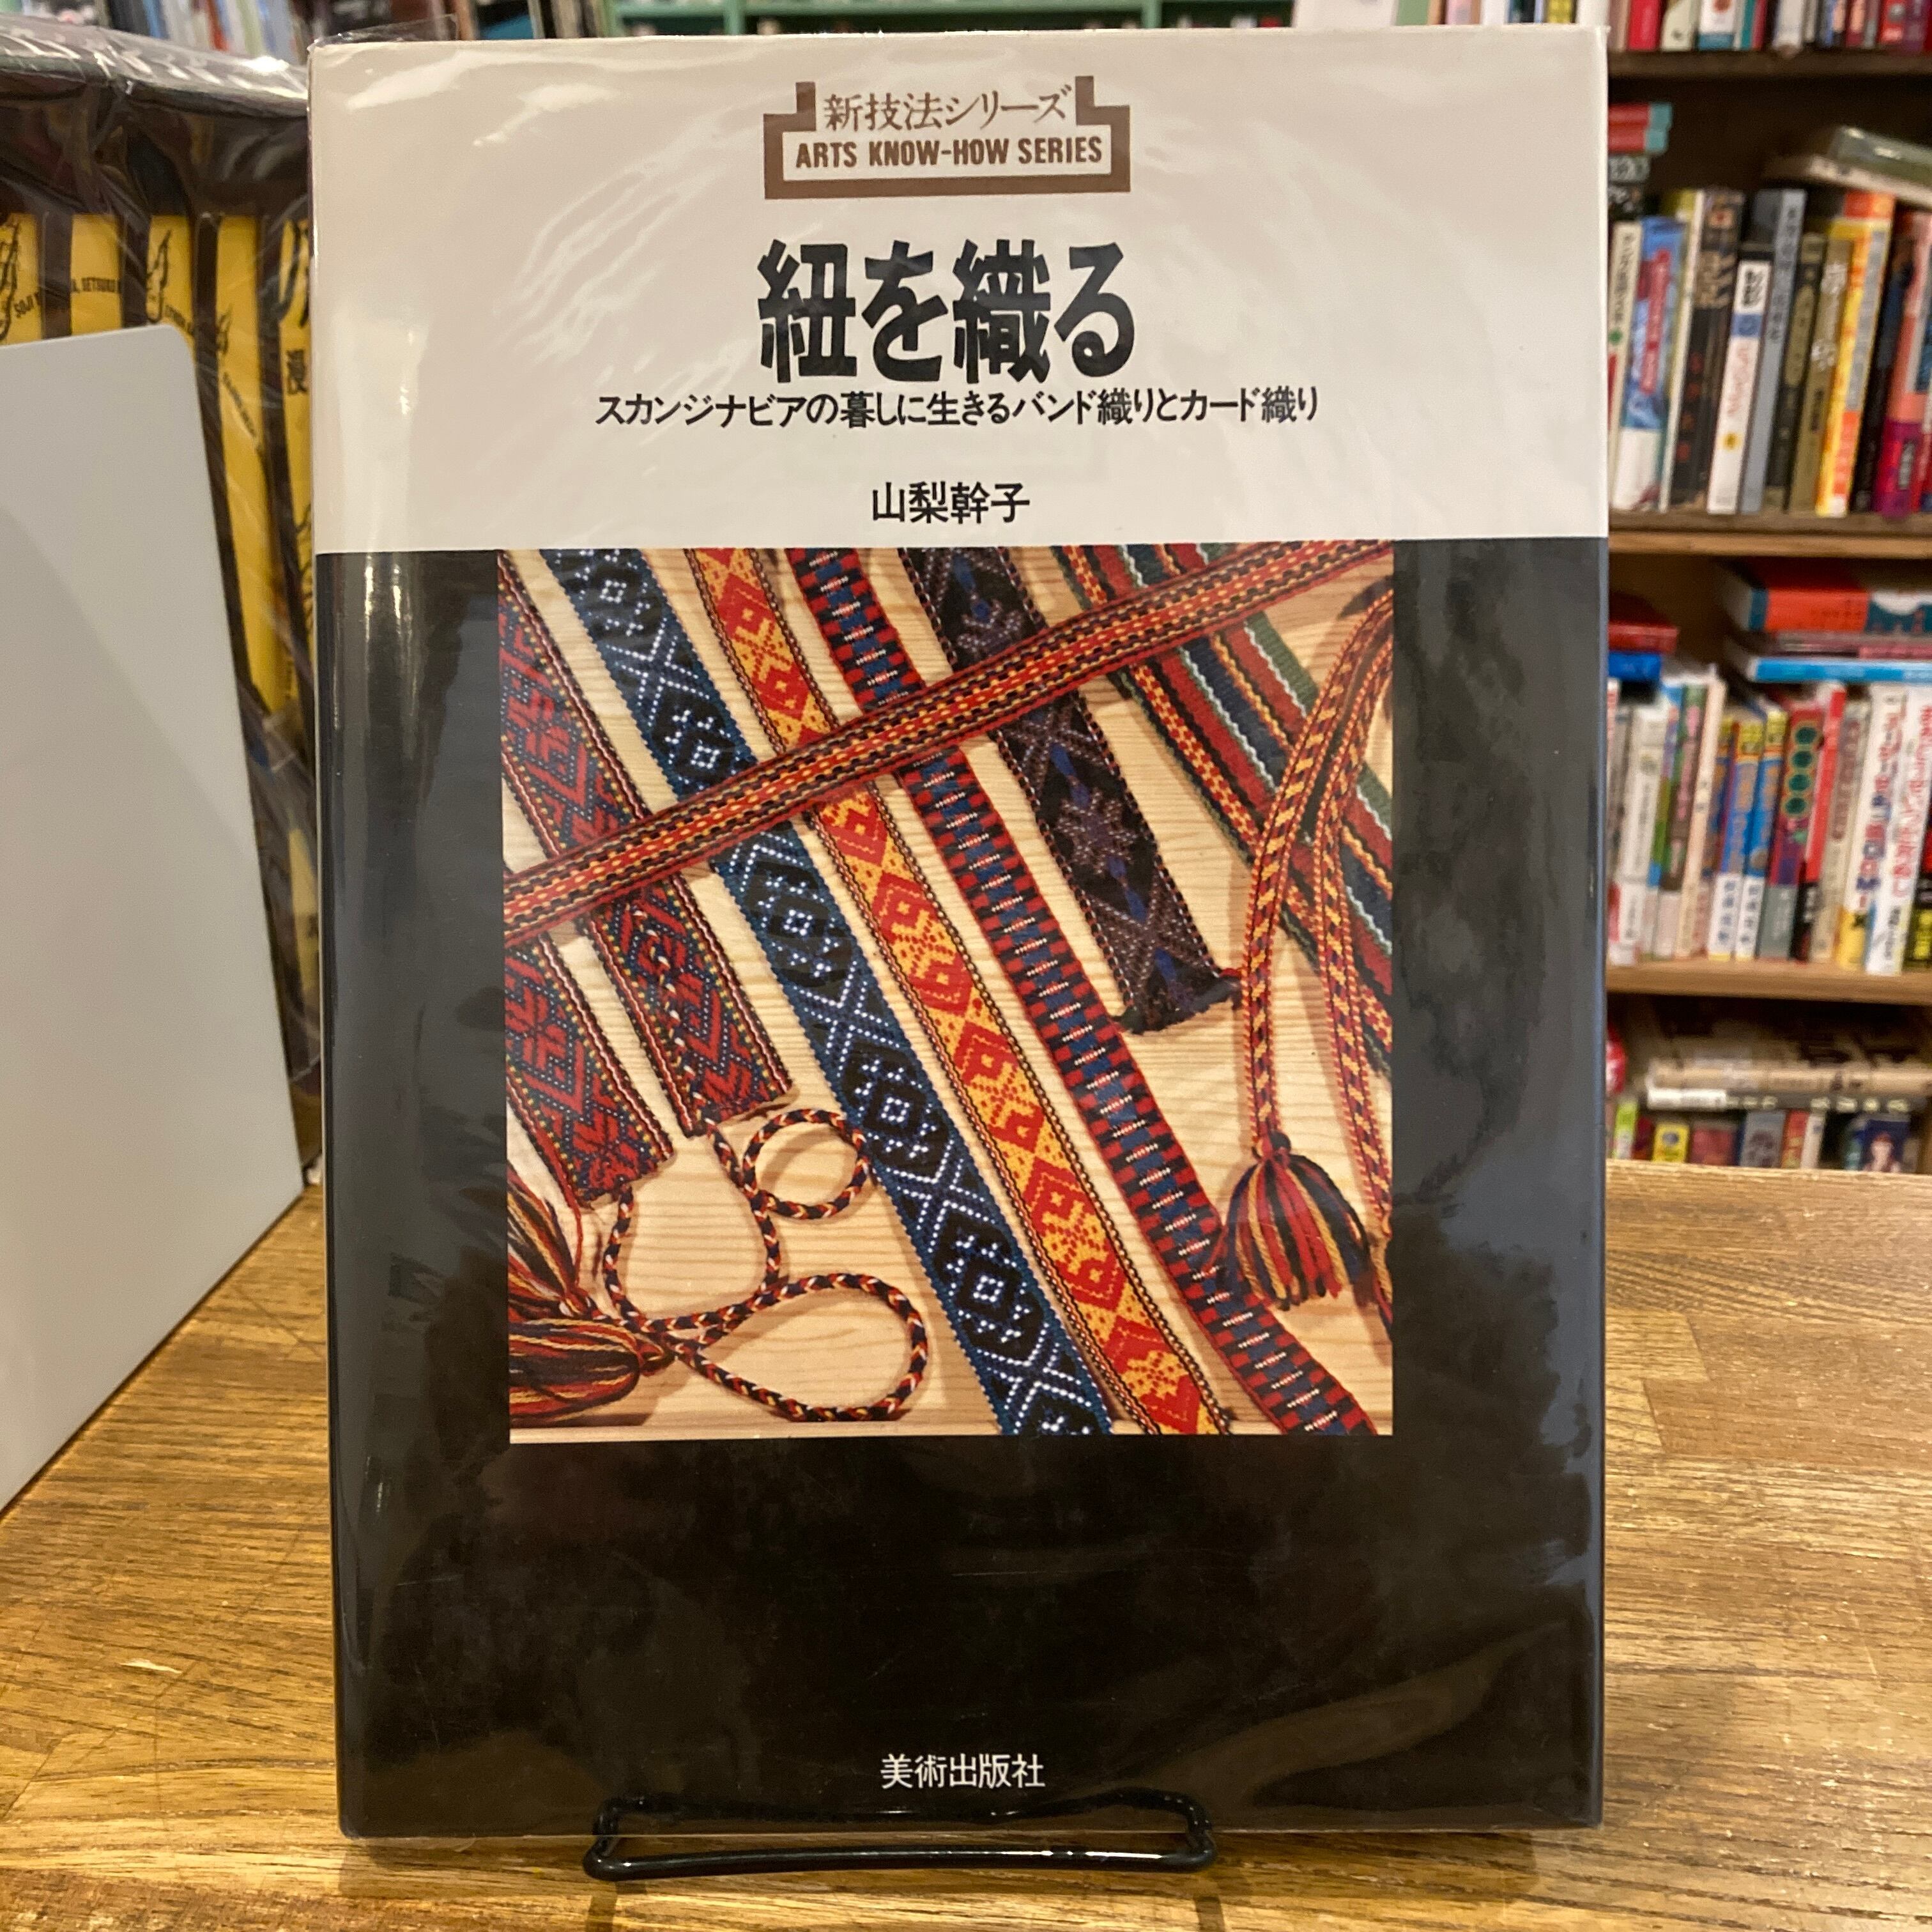 新技法シリーズ
ARTS KNOW-HOW SERIES
紐を織る
スカンジナビアの暮しに生きるバンド織りとカード織り
山梨幹子
美術出版社